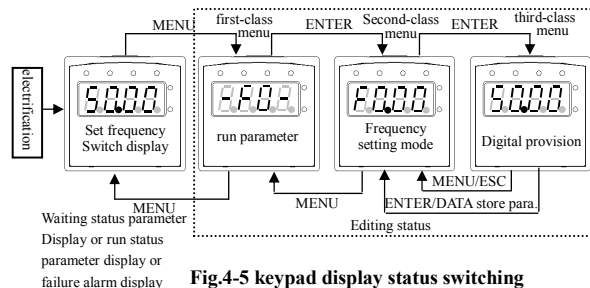 first-class
menu
Second-class
menu
third-class
menu
MENU
ENTER
ENTER
electrification
50.00
Set frequency
Switch display
-F0-
run parameter
F0.00
Frequency
setting mode
50.00
Digital provision
MENU
MENU
MENU/ESC
ENTER/DATA store para.
Editing status
Waiting status parameter
Display or run status
parameter display or
failure alarm display
Fig.4-5 keypad display status switching